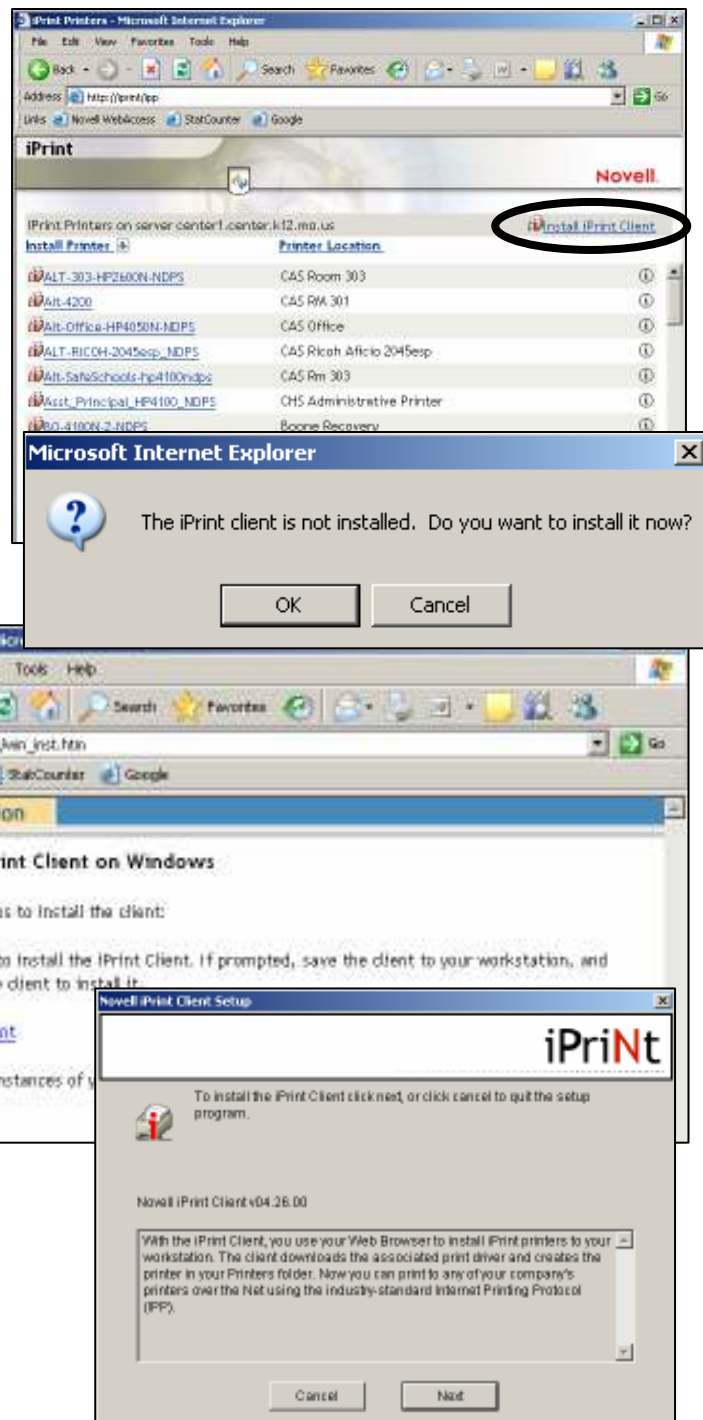 iPrint Printers - Microsoft Internet Explorer
File Edit View Favorites Tools Help
Back Search Favorites
Address http://iprint/ipp Go
Links Novell WebAccess StatCounter Google
iPrint
Novell.
iPrint Printers on server center1.center.k12.mo.us Install iPrint Client
Install Printer Printer Location
ALT-303-HP2600N-NDPS CAS Room 303
Alt-4200 CAS RM 301
Alt-Office-HP4050N-NDPS CAS Office
ALT-RICOH-2045esp_NDPS CAS Ricoh Aficio 2045esp
Alt-SafeSchools-hp4100ndps CAS Rm 303
Asst_Principal_HP4100_NDPS CHS Administrative Printer
BO-4100N-2-NDPS Boone Recovery
Microsoft Internet Explorer
The iPrint client is not installed. Do you want to install it now?
OK Cancel
Tools Help
Search Favorites
/win_inst.htm Go
StatCounter Google
on
int Client on Windows
s to install the client:
to install the iPrint Client. If prompted, save the client to your workstation, and
client to install it.
nt
nstances of y
Novell iPrint Client Setup
iPriNt
To install the iPrint Client click next, or click cancel to quit the setup
program.
Novell iPrint Client v04.26.00
With the iPrint Client, you use your Web Browser to install iPrint printers to your
workstation. The client downloads the associated print driver and creates the
printer in your Printers folder. Now you can print to any of your company's
printers over the Net using the industry-standard Internet Printing Protocol
(IPP).
Cancel Next